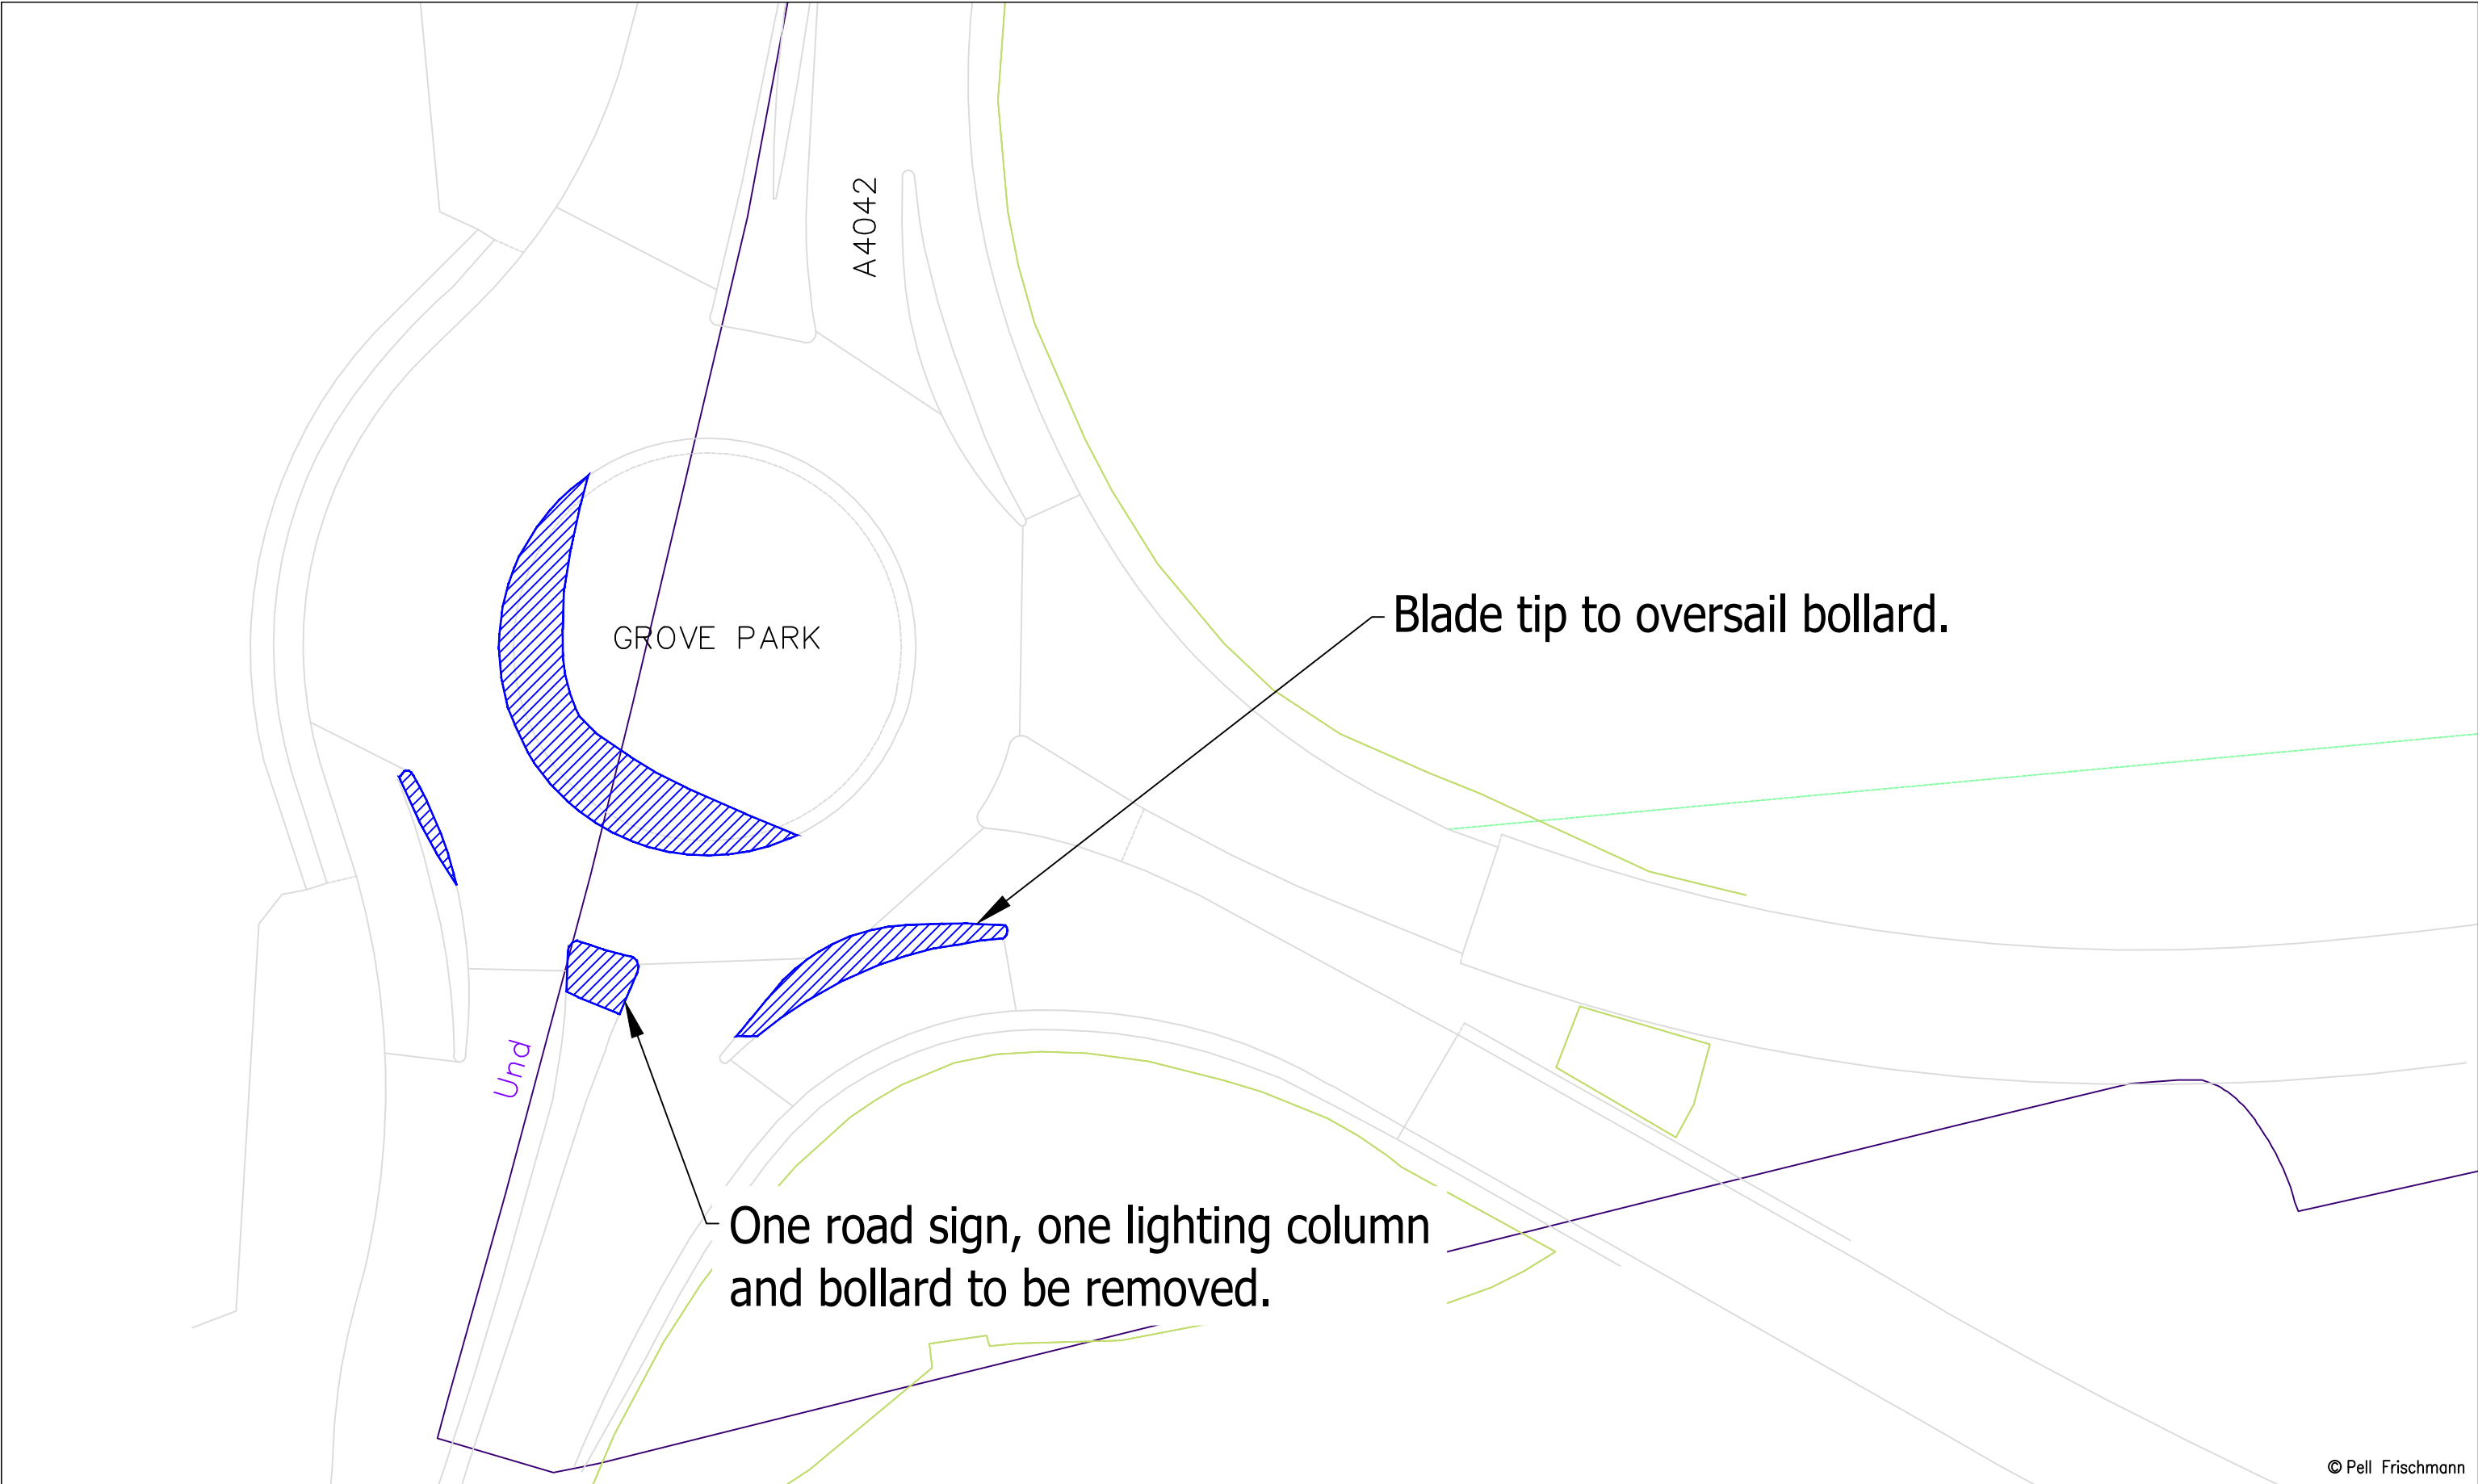 A4042
Blade tip to oversail bollard.
GROVE PARK
Und
One road sign, one lighting column
and bollard to be removed.
© Pell Frischmann